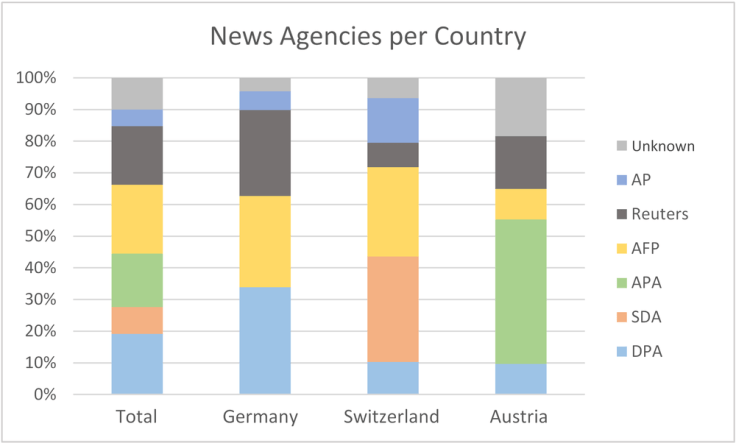 News Agencies per Country
100%
90%
80%
70%
60%
50%
40%
30%
20%
10%
0%
Total Germany Switzerland Austria
Unknown
AP
Reuters
AFP
APA
SDA
DPA